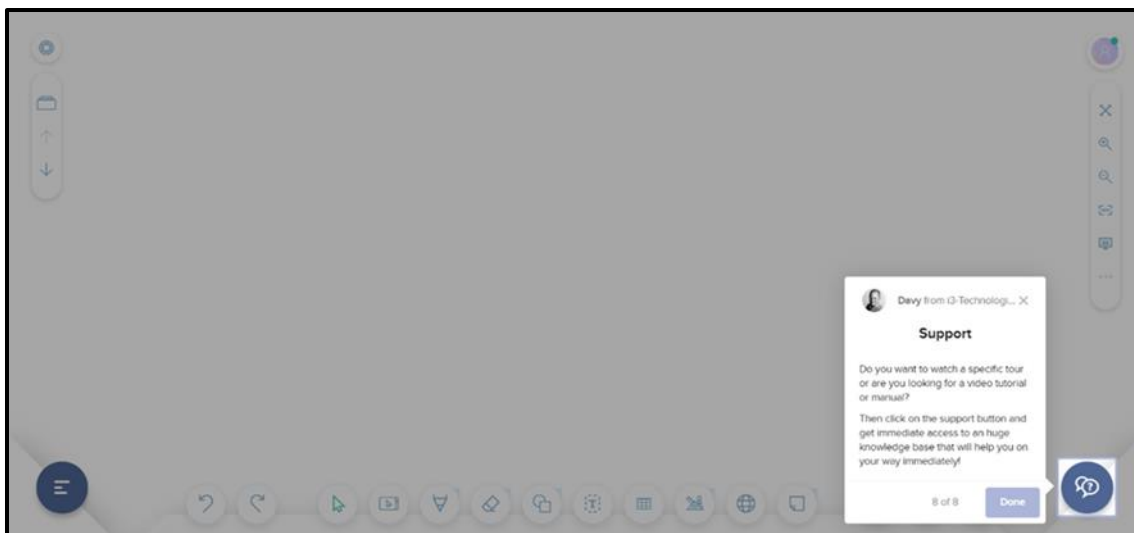 Davy from i3-Technologi...
Support
Do you want to watch a specific tour
or are you looking for a video tutorial
or manual?
Then click on the support button and
get immediate access to an huge
knowledge base that will help you on
your way immediately!
8 of 8
Done